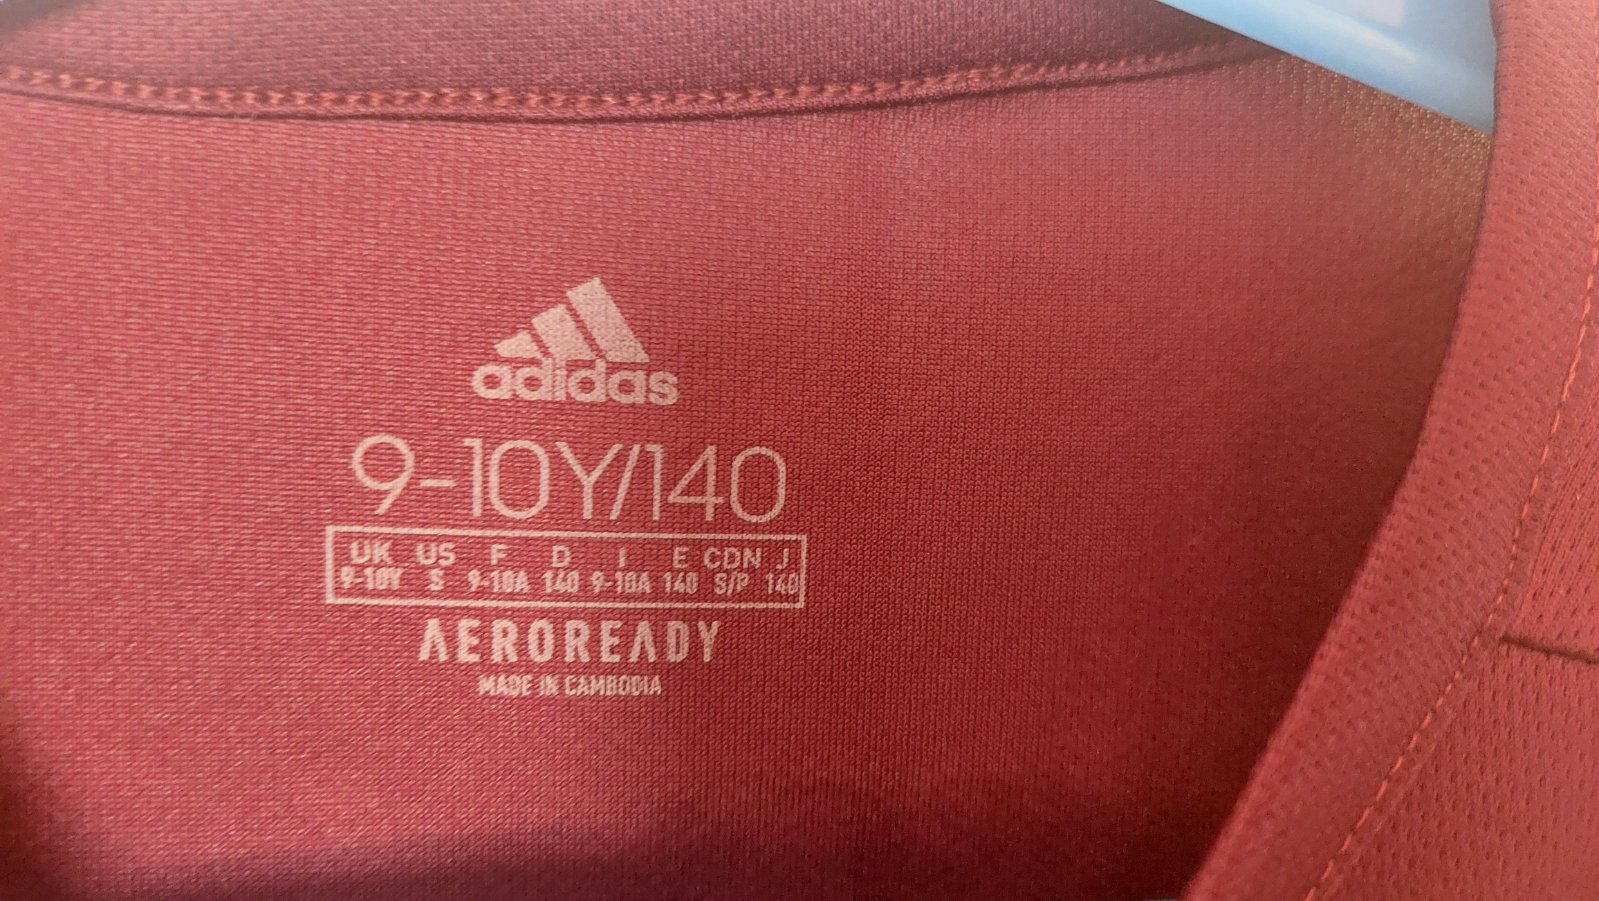 adidas
9-10Y/140
UK US F D I E CDN J
9-10Y S 9-10A 140 9-10A 140 S/P 140
AEROREADY
MADE IN CAMBODIA